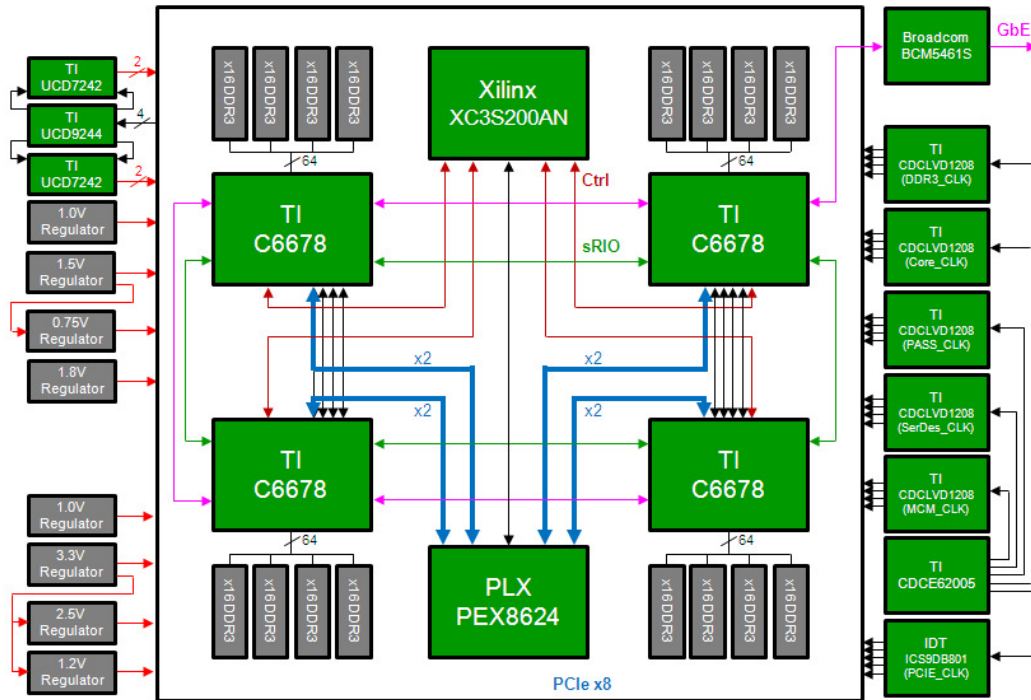 TI
UCD7242
2
TI
UCD9244
4
TI
UCD7242
2
1.0V
Regulator
1.5V
Regulator
0.75V
Regulator
1.8V
Regulator
1.0V
Regulator
3.3V
Regulator
2.5V
Regulator
1.2V
Regulator
x16DDR3
x16DDR3
x16DDR3
x16DDR3
64
Xilinx
XC3S200AN
x16DDR3
x16DDR3
x16DDR3
x16DDR3
64
Ctrl
TI
C6678
sRIO
TI
C6678
x2
x2
x2
x2
TI
C6678
TI
C6678
64
x16DDR3
x16DDR3
x16DDR3
x16DDR3
PLX
PEX8624
64
x16DDR3
x16DDR3
x16DDR3
x16DDR3
PCIe x8
Broadcom
BCM5461S
GbE
TI
CDCLVD1208
(DDR3_CLK)
TI
CDCLVD1208
(Core_CLK)
TI
CDCLVD1208
(PASS_CLK)
TI
CDCLVD1208
(SerDes_CLK)
TI
CDCLVD1208
(MCM_CLK)
TI
CDCE62005
IDT
ICS9DB801
(PCIE_CLK)